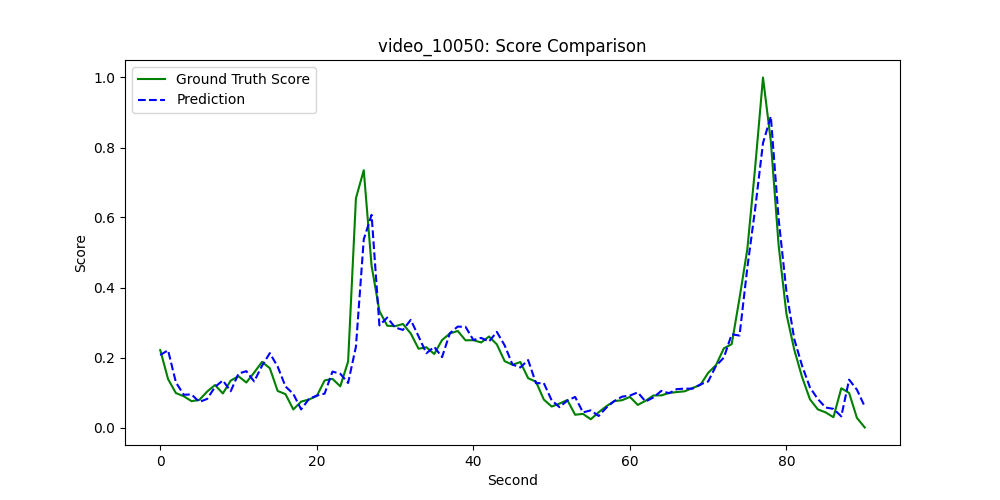 video_10050: Score Comparison
Ground Truth Score
Prediction
Score
1.0
0.8
0.6
0.4
0.2
0.0
0 20 40 60 80
Second